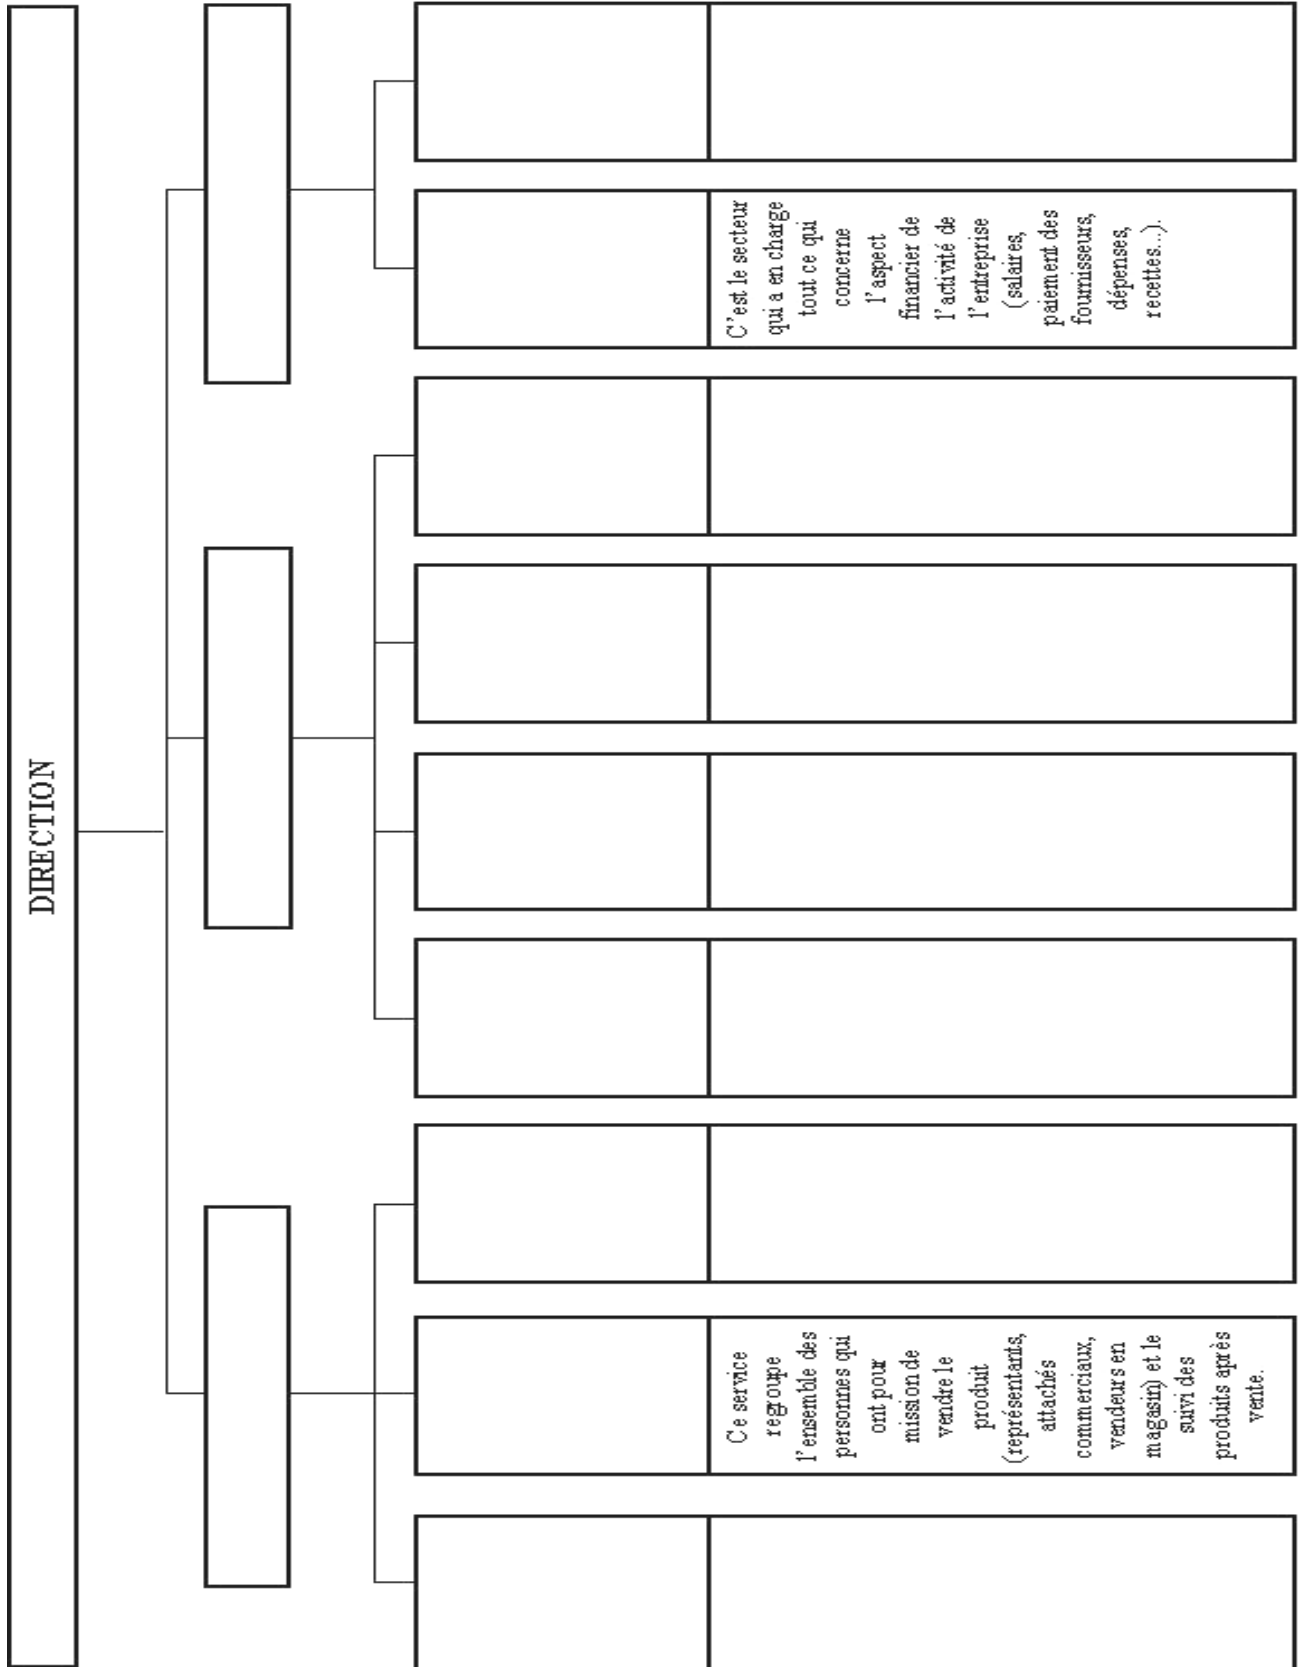 DIRECTION
Ce service
regroupe
l'ensemble des
personnes qui
ont pour
mission de
vendre le
produit
(représentants,
attachés
commerciaux,
vendeurs en
magasin) et le
suivi des
produits après
vente.
C'est le secteur
qui a en charge
tout ce qui
concerne
l'aspect
financier de
l'activité de
l'entreprise
(salaires,
paiement des
fournisseurs,
dépenses,
recettes...).